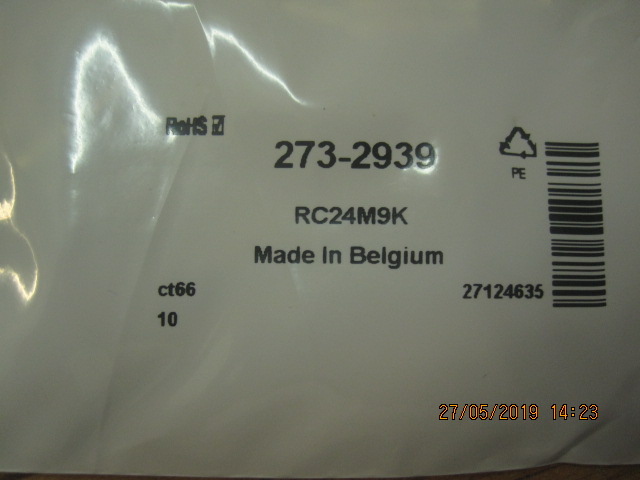 RoHS
273-2939
PE
RC24M9K
Made In Belgium
ct66
27124635
10
27/05/2019 14:23